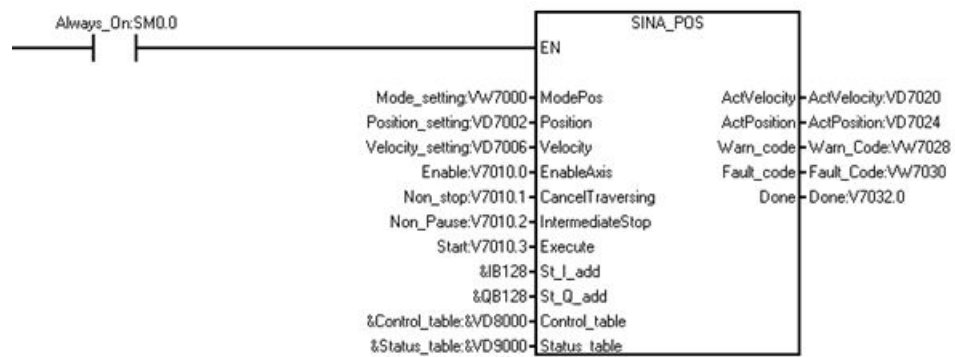 Always_On:SM0.0
SINA_POS
EN
Mode_setting:VW7000 ModePos ActVelocity ActVelocity:VD7020
Position_setting:VD7002 Position ActPosition ActPosition:VD7024
Velocity_setting:VD7006 Velocity Warn_code Warn_Code:VW7028
Enable:V7010.0 EnableAxis Fault_code Fault_Code:VW7030
Non_stop:V7010.1 CancelTraversing Done Done:V7032.0
Non_Pause:V7010.2 IntermediateStop
Start:V7010.3 Execute
&IB128 St_I_add
&QB128 St_Q_add
&Control_table:&VD8000 Control_table
&Status_table:&VD9000 Status_table